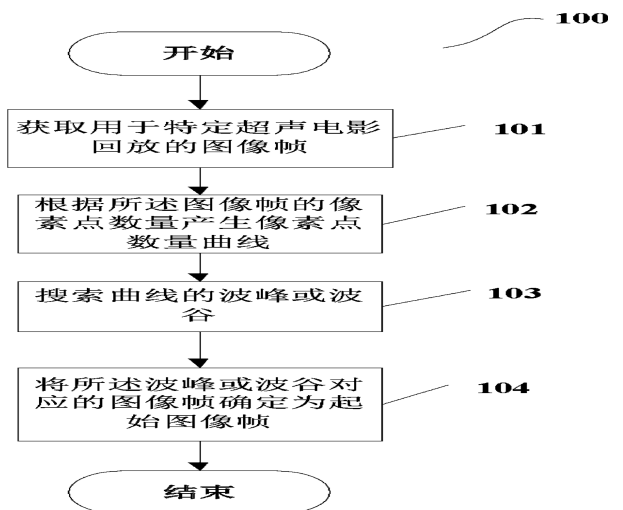 100
开始
获取用于特定超声电影
回放的图像帧
101
根据所述图像帧的像
素点数量产生像素点
数量曲线
102
搜索曲线的波峰或波
谷
103
将所述波峰或波谷对
应的图像帧确定为起
始图像帧
104
结束